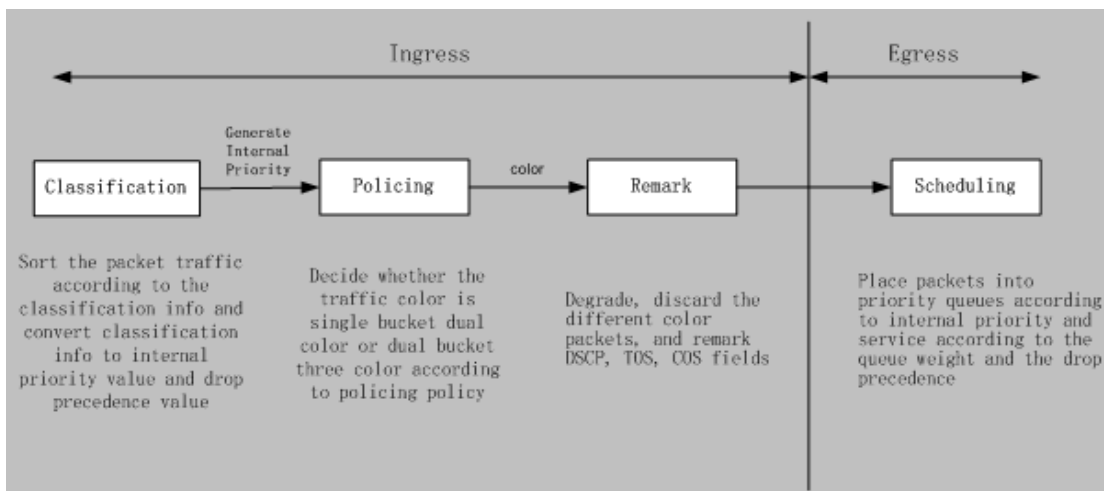 Ingress
Egress
Generate
Internal
Priority
color
Classification
Policing
Remark
Scheduling
Sort the packet traffic
according to the
classification info and
convert classification
info to internal
priority value and drop
precedence value
Decide whether the
traffic color is
single bucket dual
color or dual bucket
three color according
to policing policy
Degrade, discard the
different color
packets, and remark
DSCP, TOS, COS fields
Place packets into
priority queues according
to internal priority and
service according to the
queue weight and the drop
precedence